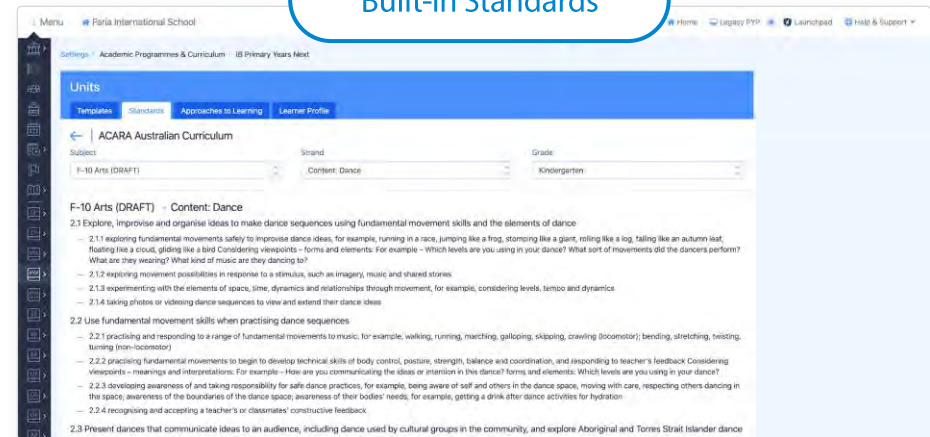 Built-in Standards
Menu Faria International School Home Legacy PYP Launchpad Help & Support
Settings Academic Programmes & Curriculum IB Primary Years Next
Units
Templates Standards Approaches to Learning Learner Profile
← | ACARA Australian Curriculum
Subject Strand Grade
F-10 Arts (DRAFT) Content: Dance Kindergarten
F-10 Arts (DRAFT) - Content: Dance
2.1 Explore, improvise and organise ideas to make dance sequences using fundamental movement skills and the elements of dance
— 2.1.1 exploring fundamental movements safely to improvise dance ideas, for example, running in a race, jumping like a frog, stomping like a giant, rolling like a log, falling like an autumn leaf,
floating like a cloud, gliding like a bird Considering viewpoints – forms and elements: For example – Which levels are you using in your dance? What sort of movements did the dancers perform?
What are they wearing? What kind of music are they dancing to?
— 2.1.2 exploring movement possibilities in response to a stimulus, such as imagery, music and shared stories
— 2.1.3 experimenting with the elements of space, time, dynamics and relationships through movement, for example, considering levels, tempo and dynamics
— 2.1.4 taking photos or videoing dance sequences to view and extend their dance ideas
2.2 Use fundamental movement skills when practising dance sequences
— 2.2.1 practising and responding to a range of fundamental movements to music, for example, walking, running, marching, galloping, skipping, crawling (locomotor); bending, stretching, twisting,
turning (non-locomotor)
— 2.2.2 practising fundamental movements to begin to develop technical skills of body control, posture, strength, balance and coordination, and responding to teacher's feedback Considering
viewpoints – meanings and interpretations: For example – How are you communicating the ideas or intention in this dance? forms and elements: Which levels are you using in your dance?
— 2.2.3 developing awareness of and taking responsibility for safe dance practices, for example, being aware of self and others in the dance space, moving with care, respecting others dancing in
the space; awareness of the boundaries of the dance space; awareness of their bodies' needs, for example, getting a drink after dance activities for hydration
— 2.2.4 recognising and accepting a teacher's or classmates' constructive feedback
2.3 Present dances that communicate ideas to an audience, including dance used by cultural groups in the community, and explore Aboriginal and Torres Strait Islander dance